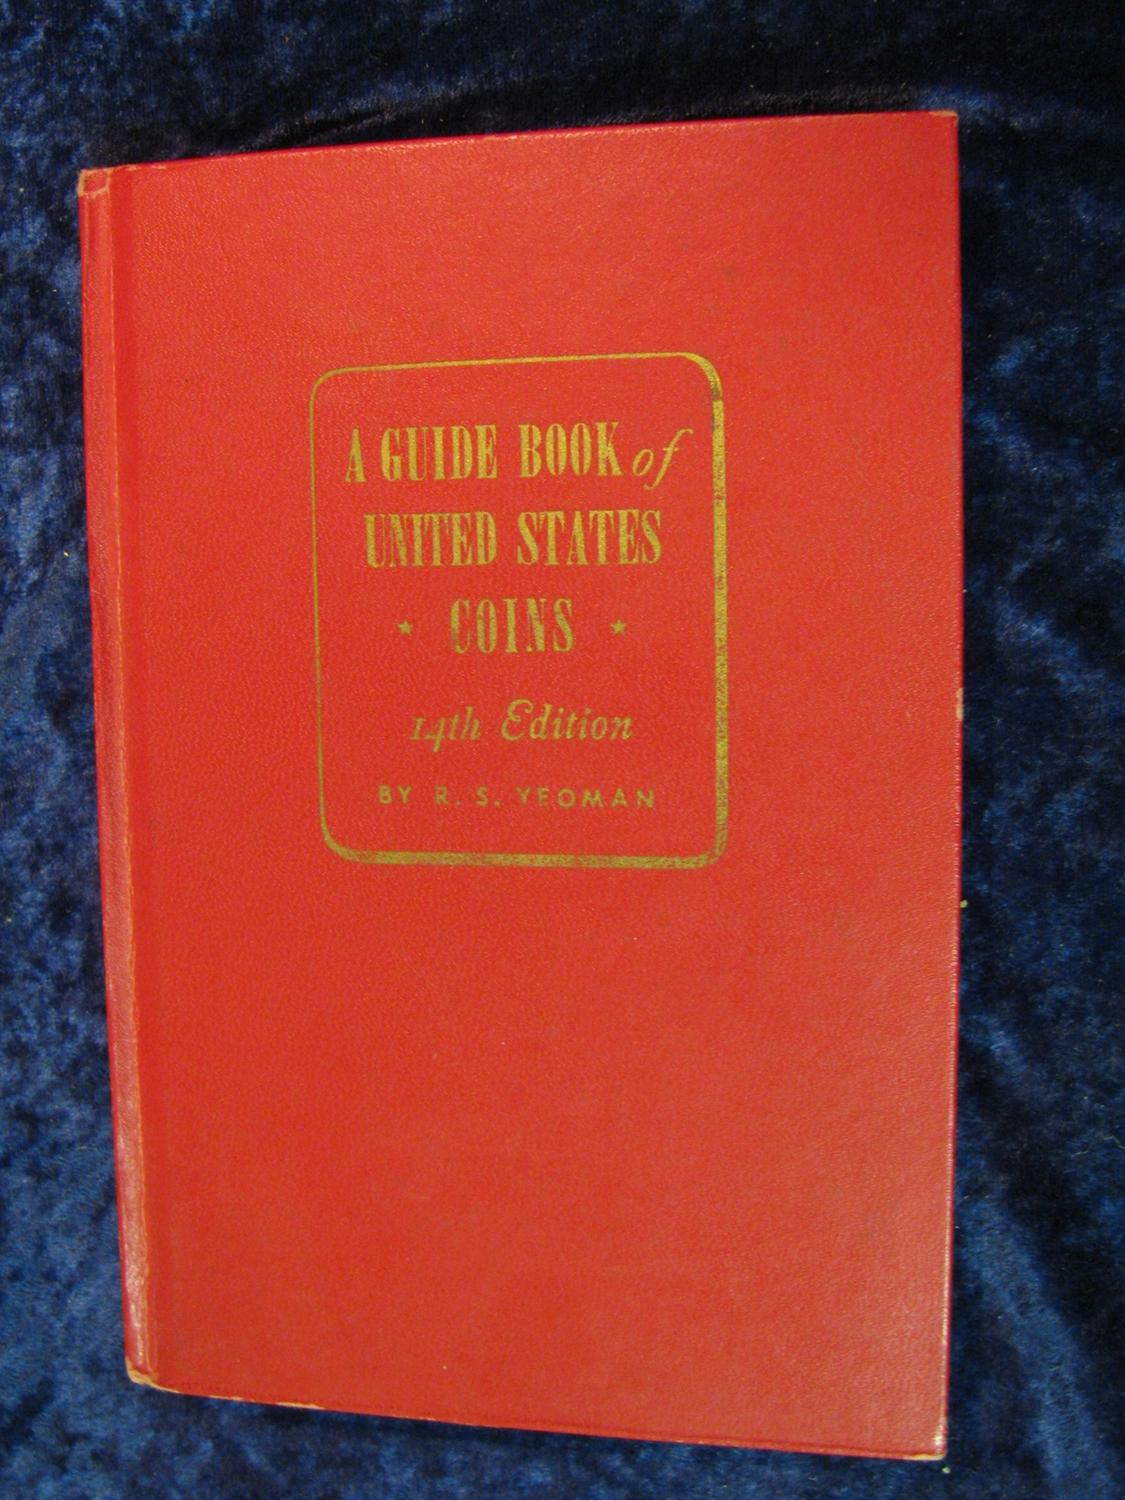 A GUIDE BOOK of
UNITED STATES
★ COINS ★
14th Edition
BY R. S. YEOMAN